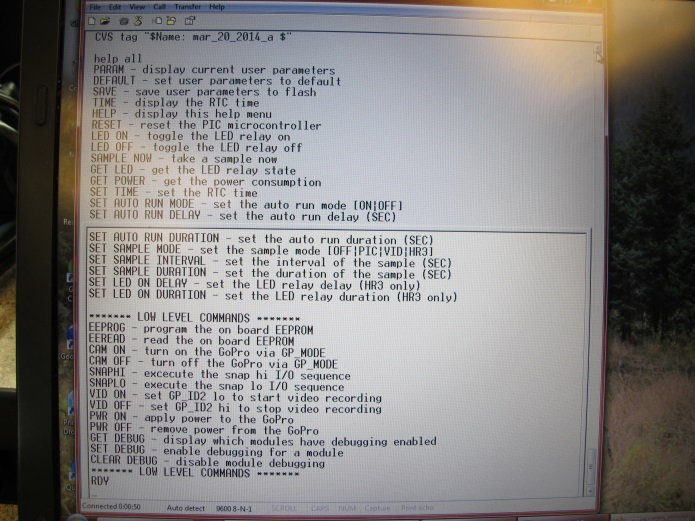 File Edit View Call Transfer Help
CVS tag "$Name: mar_20_2014_a $"
help all
PARAM - display current user parameters
DEFAULT - set user parameters to default
SAVE - save user parameters to flash
TIME - display the RTC time
HELP - display this help menu
RESET - reset the PIC microcontroller
LED ON - toggle the LED relay on
LED OFF - toggle the LED relay off
SAMPLE NOW - take a sample now
GET LED - get the LED relay state
GET POWER - get the power consumption
SET TIME - set the RTC time
SET AUTO RUN MODE - set the auto run mode [ON|OFF]
SET AUTO RUN DELAY - set the auto run delay (SEC)
SET AUTO RUN DURATION - set the auto run duration (SEC)
SET SAMPLE MODE - set the sample mode [OFF|PIC|VID|HR3]
SET SAMPLE INTERVAL - set the interval of the sample (SEC)
SET SAMPLE DURATION - set the duration of the sample (SEC)
SET LED ON DELAY - set the LED relay delay (HR3 only)
SET LED ON DURATION - set the LED relay duration (HR3 only)
******* LOW LEVEL COMMANDS *******
EEPROG - program the on board EEPROM
EEREAD - read the on board EEPROM
CAM ON - turn on the GoPro via GP_MODE
CAM OFF - turn off the GoPro via GP_MODE
SNAPHI - excecute the snap hi I/O sequence
SNAPLO - execute the snap lo I/O sequence
VID ON - set GP_ID2 lo to start video recording
VID OFF - set GP_ID2 hi to stop video recording
PWR ON - apply power to the GoPro
PWR OFF - remove power from the GoPro
GET DEBUG - display which modules have debugging enabled
SET DEBUG - enable debugging for a module
CLEAR DEBUG - disable module debugging
******* LOW LEVEL COMMANDS *******
RDY
Connected 0:00:50 Auto detect 9600 8-N-1 SCROLL CAPS NUM Capture Print echo